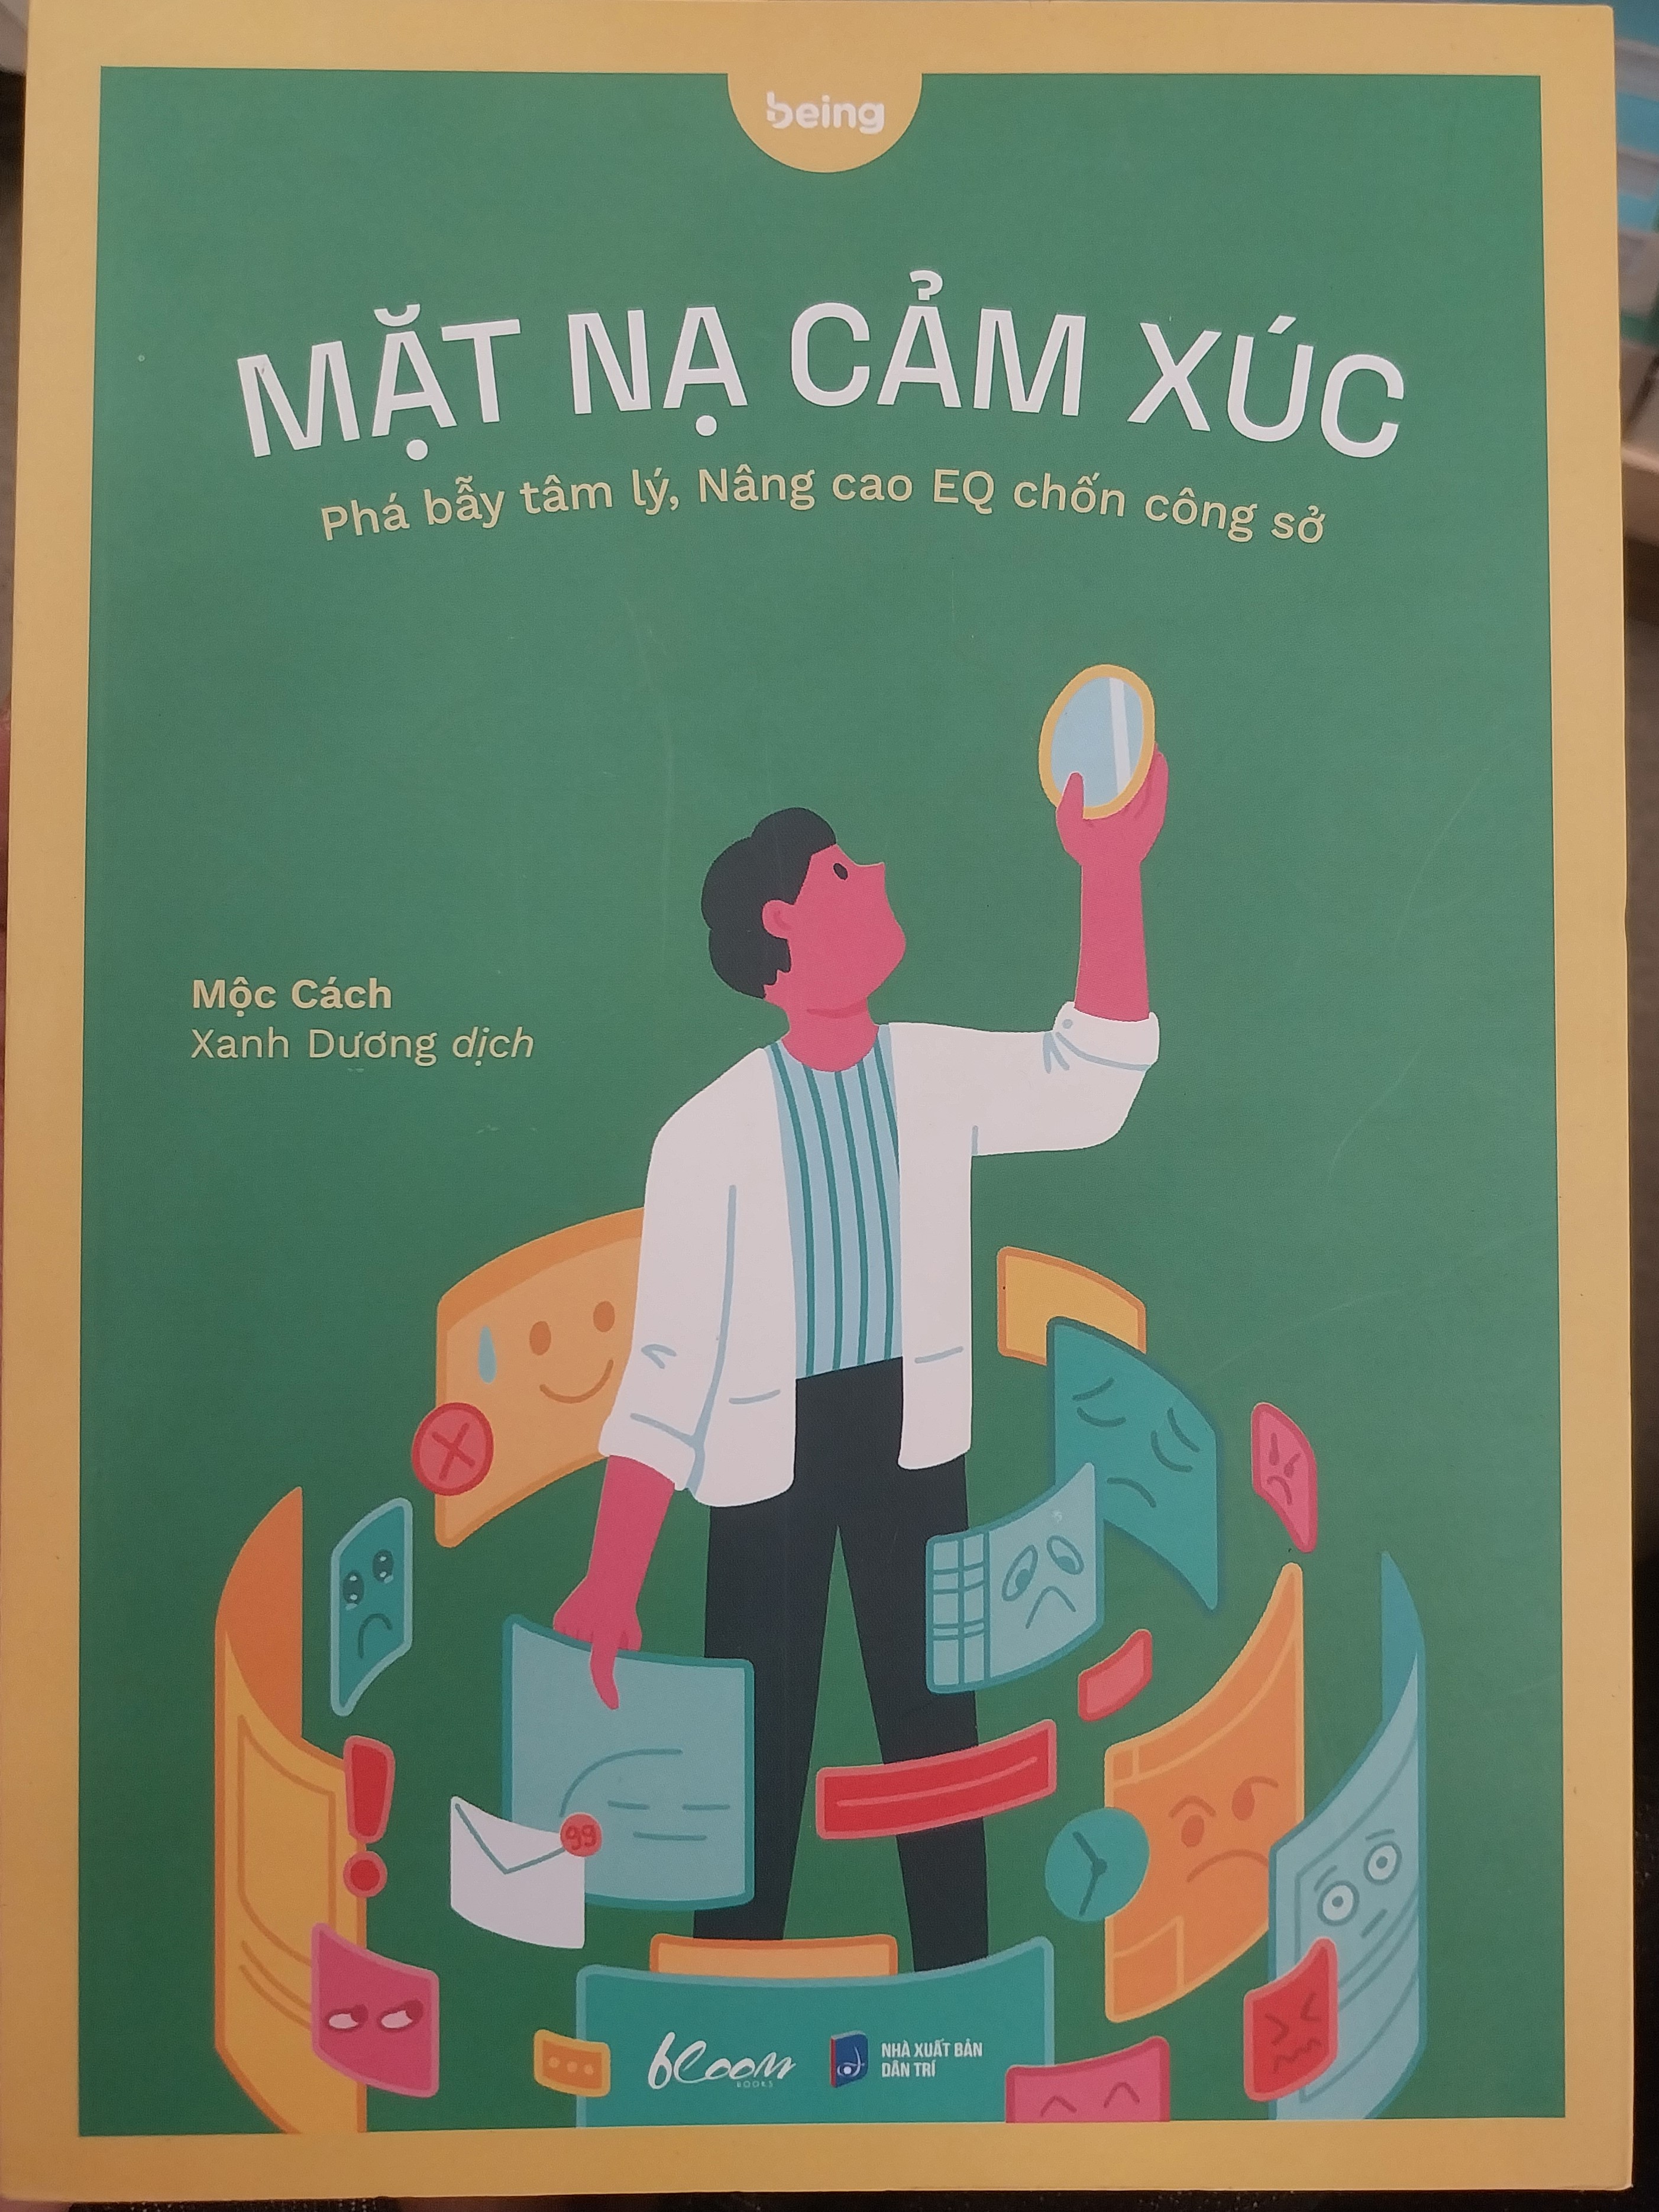 being
MẶT NẠ CẢM XÚC
Phá bẫy tâm lý, Nâng cao EQ chốn công sở
Mộc Cách
Xanh Dương dịch
99
bloom
BOOKS
NHÀ XUẤT BẢN
DÂN TRÍ